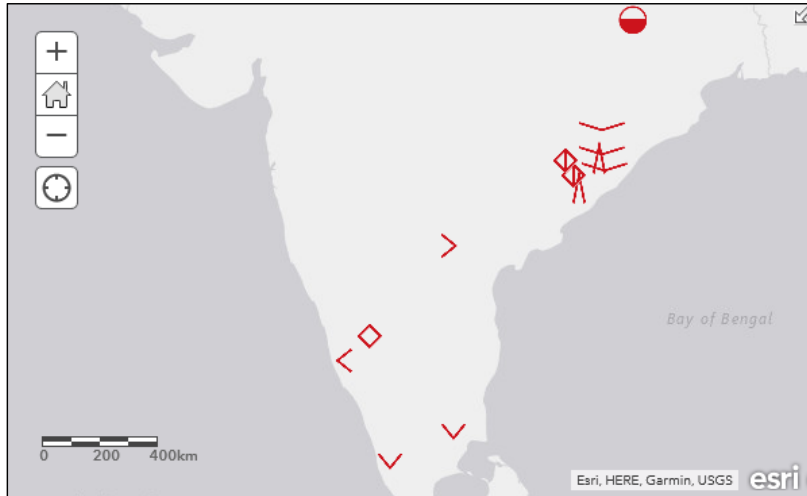 +
−
Bay of Bengal
0 200 400km
Esri, HERE, Garmin, USGS
esri